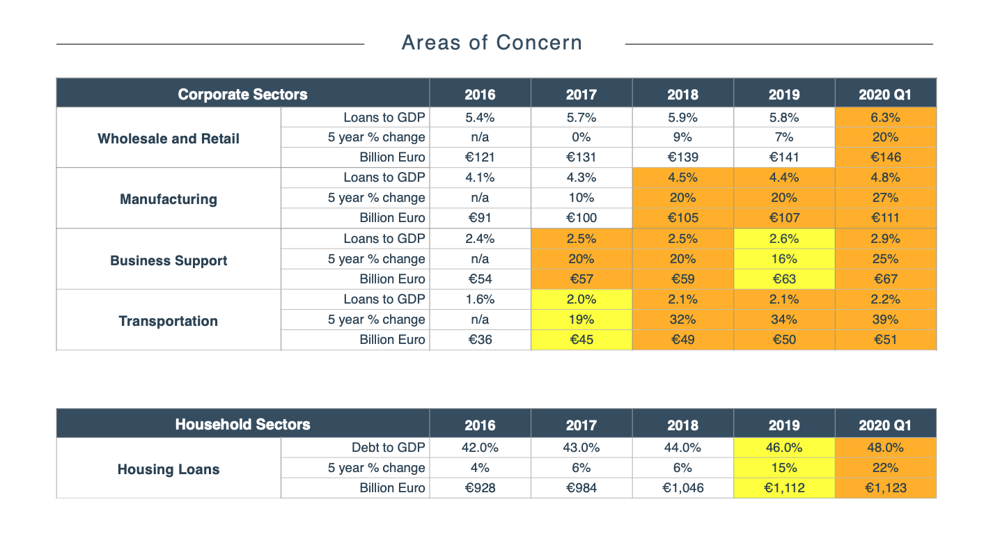 Areas of Concern
Corporate Sectors 2016 2017 2018 2019 2020 Q1
Wholesale and Retail
Loans to GDP 5.4% 5.7% 5.9% 5.8% 6.3%
5 year % change n/a 0% 9% 7% 20%
Billion Euro €121 €131 €139 €141 €146
Manufacturing
Loans to GDP 4.1% 4.3% 4.5% 4.4% 4.8%
5 year % change n/a 10% 20% 20% 27%
Billion Euro €91 €100 €105 €107 €111
Business Support
Loans to GDP 2.4% 2.5% 2.5% 2.6% 2.9%
5 year % change n/a 20% 20% 16% 25%
Billion Euro €54 €57 €59 €63 €67
Transportation
Loans to GDP 1.6% 2.0% 2.1% 2.1% 2.2%
5 year % change n/a 19% 32% 34% 39%
Billion Euro €36 €45 €49 €50 €51
Household Sectors 2016 2017 2018 2019 2020 Q1
Housing Loans
Debt to GDP 42.0% 43.0% 44.0% 46.0% 48.0%
5 year % change 4% 6% 6% 15% 22%
Billion Euro €928 €984 €1,046 €1,112 €1,123